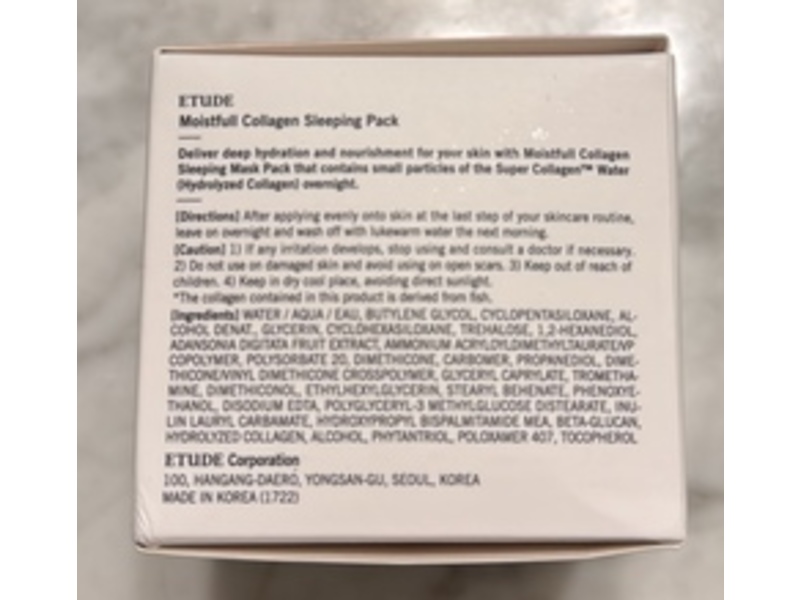 ETUDE
Moistfull Collagen Sleeping Pack
Deliver deep hydration and nourishment for your skin with Moistfull Collagen
Sleeping Mask Pack that contains small particles of the Super Collagen™ Water
(Hydrolyzed Collagen) overnight.
[Directions] After applying evenly onto skin at the last step of your skincare routine,
leave on overnight and wash off with lukewarm water the next morning.
[Caution] 1) If any irritation develops, stop using and consult a doctor if necessary.
2) Do not use on damaged skin and avoid using on open scars. 3) Keep out of reach of
children. 4) Keep in dry cool place, avoiding direct sunlight.
*The collagen contained in this product is derived from fish.
[Ingredients] WATER / AQUA / EAU, BUTYLENE GLYCOL, CYCLOPENTASILOXANE, AL-
COHOL DENAT., GLYCERIN, CYCLOHEXASILOXANE, TREHALOSE, 1,2-HEXANEDIOL,
ADANSONIA DIGITATA FRUIT EXTRACT, AMMONIUM ACRYLOYLDIMETHYLTAURATE/VP
COPOLYMER, POLYSORBATE 20, DIMETHICONE, CARBOMER, PROPANEDIOL, DIME-
THICONE/VINYL DIMETHICONE CROSSPOLYMER, GLYCERYL CAPRYLATE, TROMETHA-
MINE, DIMETHICONOL, ETHYLHEXYLGLYCERIN, STEARYL BEHENATE, PHENOXYE-
THANOL, DISODIUM EDTA, POLYGLYCERYL-3 METHYLGLUCOSE DISTEARATE, INU-
LIN LAURYL CARBAMATE, HYDROXYPROPYL BISPALMITAMIDE MEA, BETA-GLUCAN,
HYDROLYZED COLLAGEN, ALCOHOL, PHYTANTRIOL, POLOXAMER 407, TOCOPHEROL
ETUDE Corporation
100, HANGANG-DAERO, YONGSAN-GU, SEOUL, KOREA
MADE IN KOREA (1722)